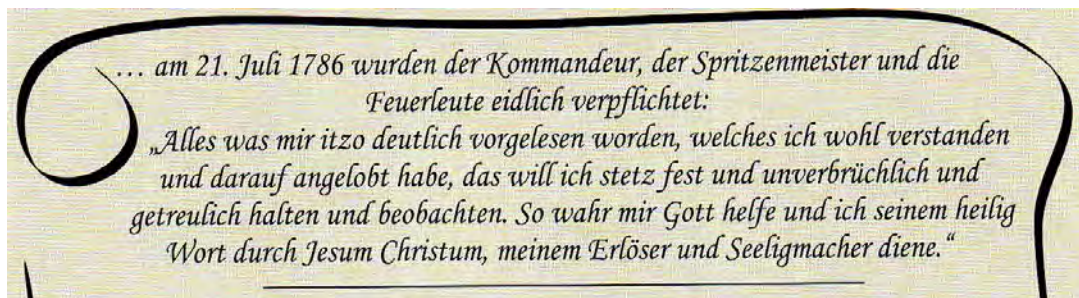 … am 21. Juli 1786 wurden der Kommandeur, der Spritzenmeister und die
Feuerleute eidlich verpflichtet:
„Alles was mir itzo deutlich vorgelesen worden, welches ich wohl verstanden
und darauf angelobt habe, das will ich stetz fest und unverbrüchlich und
getreulich halten und beobachten. So wahr mir Gott helfe und ich seinem heilig
Wort durch Jesum Christum, meinem Erlöser und Seeligmacher diene.“